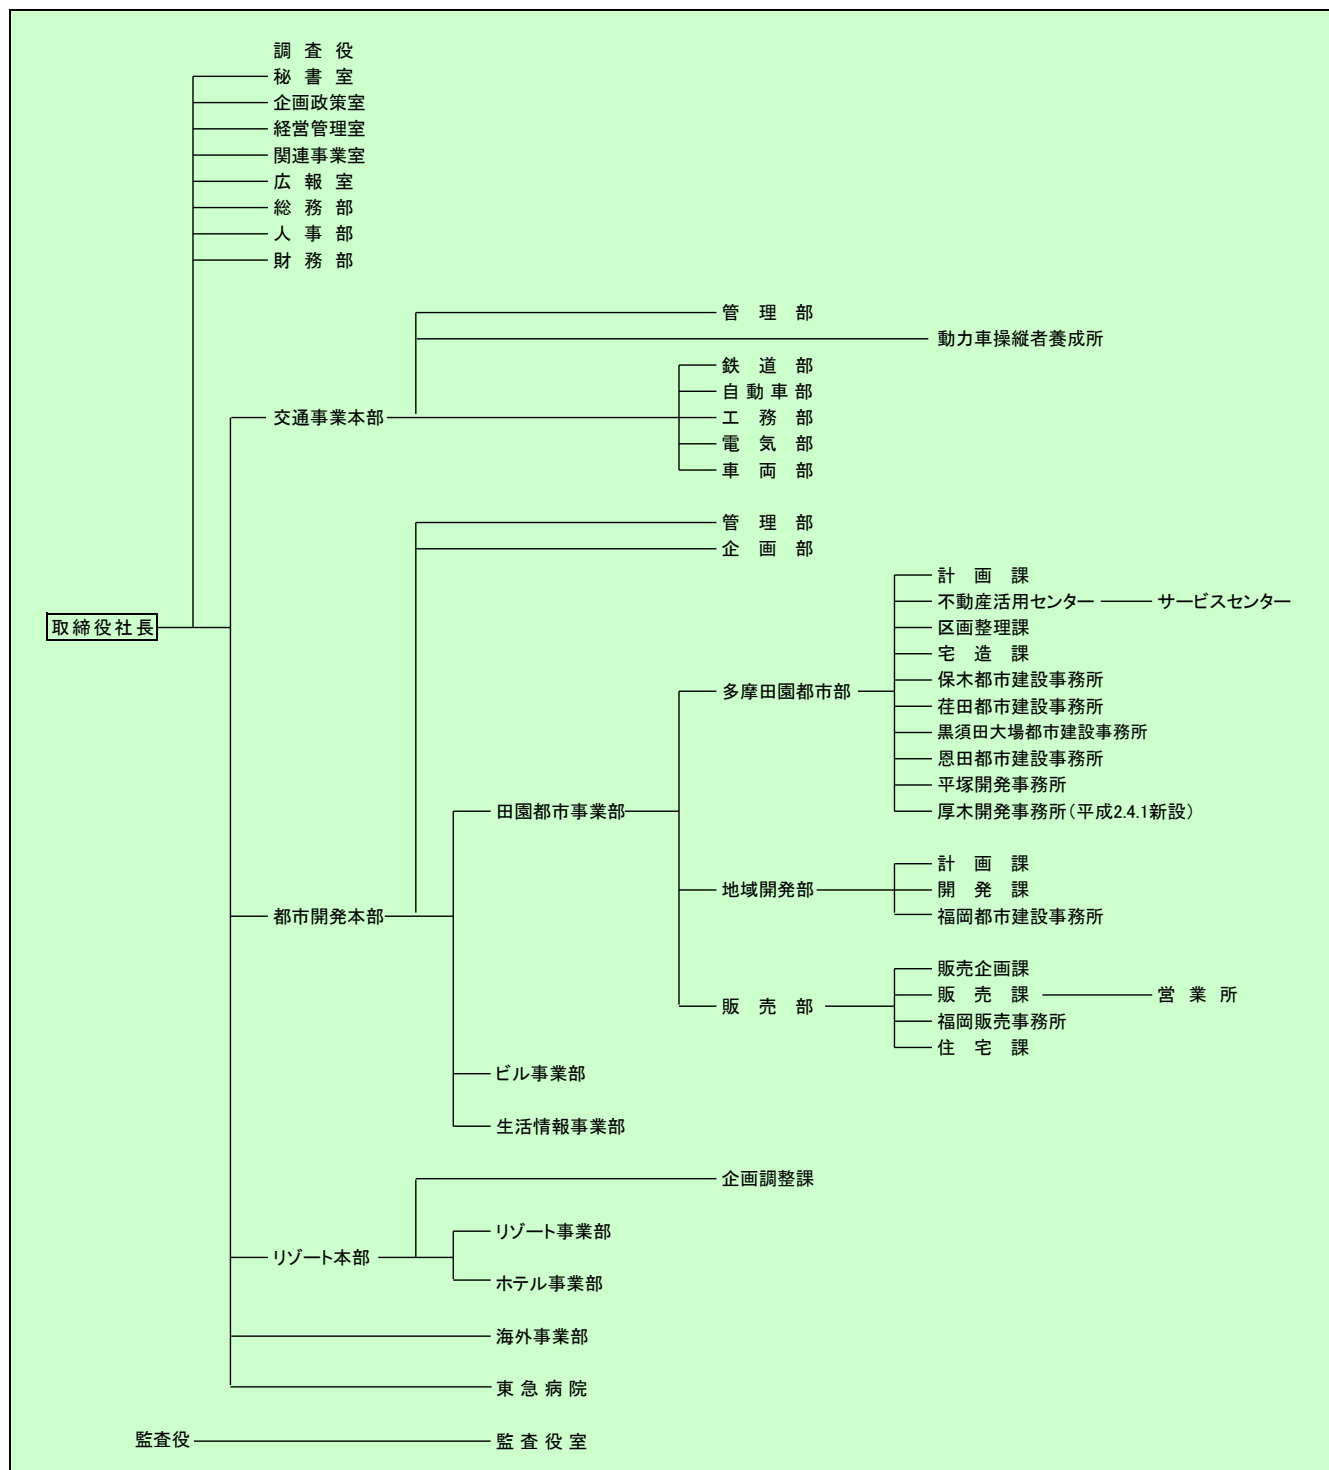 調査役
秘書室
企画政策室
経営管理室
関連事業室
広報室
総務部
人事部
財務部
管理部
動力車操縦者養成所
鉄道部
自動車部
交通事業本部 工務部
電気部
車両部
管理部
企画部
計画課
不動産活用センター サービスセンター
取締役社長 区画整理課
宅造課
保木都市建設事務所
多摩田園都市部
荏田都市建設事務所
黒須田大場都市建設事務所
恩田都市建設事務所
平塚開発事務所
田園都市事業部 厚木開発事務所(平成2.4.1新設)
計画課
地域開発部 開発課
都市開発本部 福岡都市建設事務所
販売企画課
販売課 営業所
販売部
福岡販売事務所
住宅課
ビル事業部
生活情報事業部
企画調整課
リゾート事業部
リゾート本部
ホテル事業部
海外事業部
東急病院
監査役 監査役室